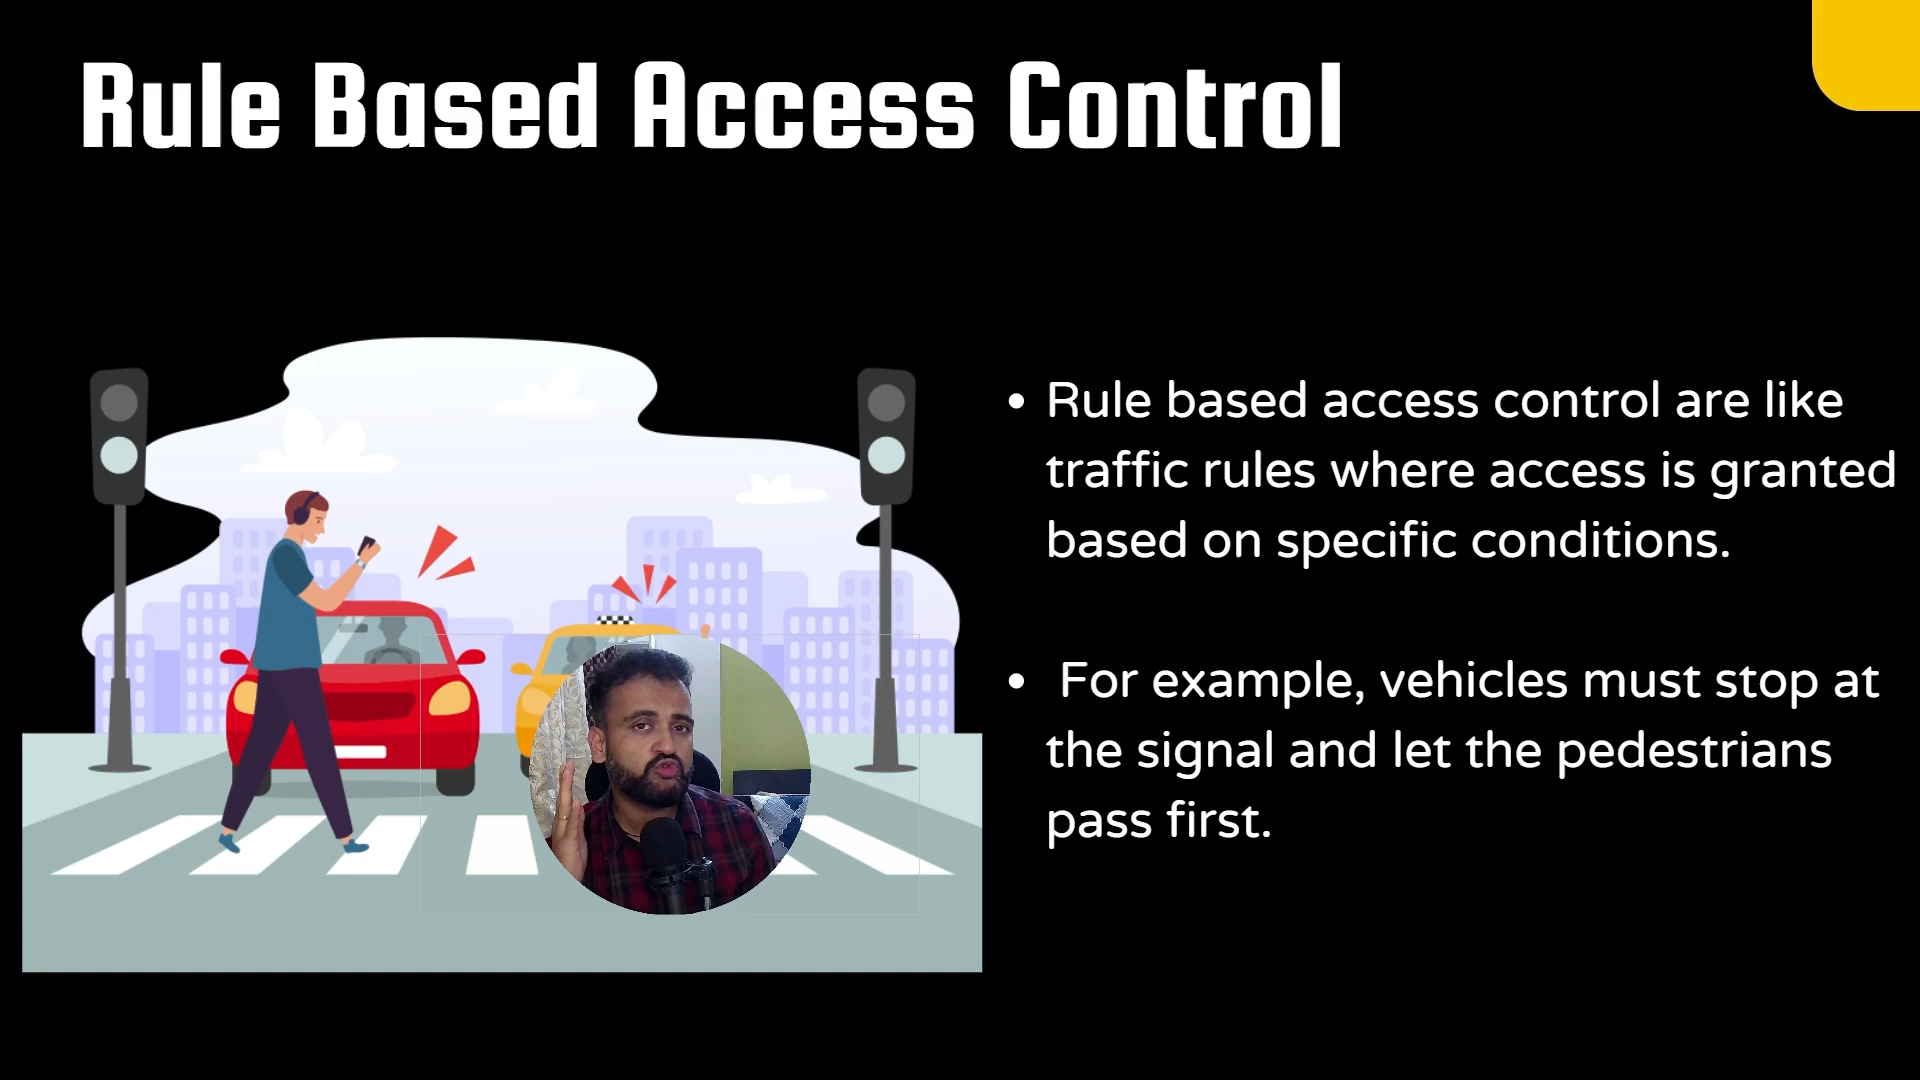 Rule Based Access Control
• Rule based access control are like
traffic rules where access is granted
based on specific conditions.
• For example, vehicles must stop at
the signal and let the pedestrians
pass first.